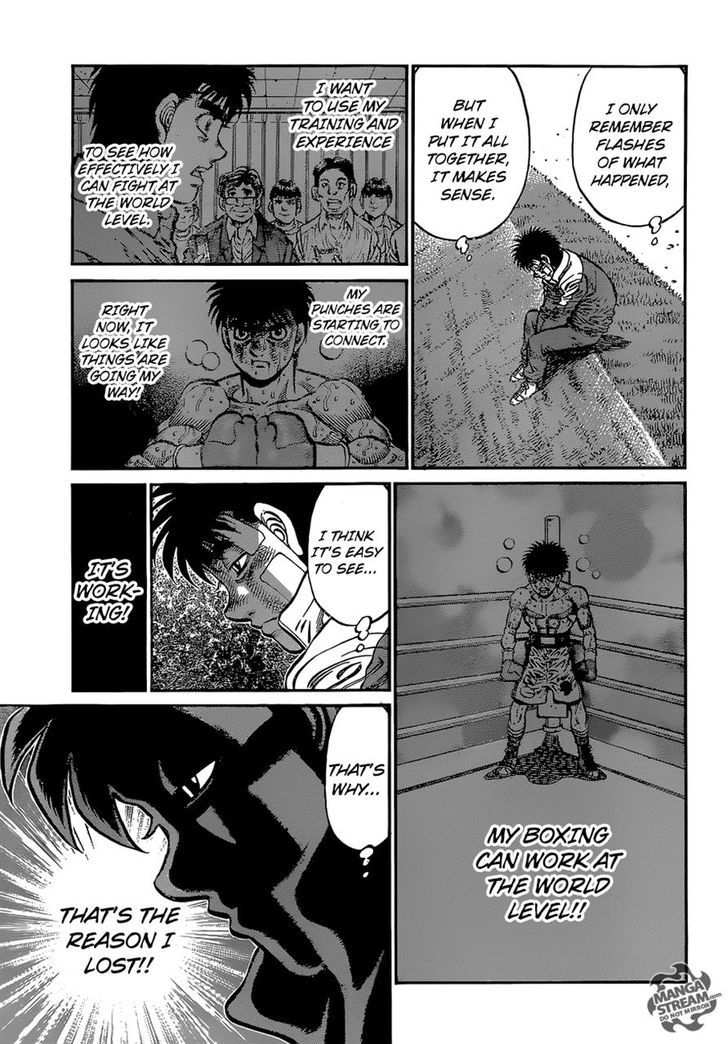 I ONLY
REMEMBER
FLASHES
OF WHAT
HAPPENED,
BUT
WHEN I
PUT IT ALL
TOGETHER,
IT MAKES
SENSE.
I WANT
TO USE MY
TRAINING AND
EXPERIENCE
TO SEE HOW
EFFECTIVELY I
CAN FIGHT AT
THE WORLD
LEVEL.
MY
PUNCHES ARE
STARTING TO
CONNECT.
RIGHT
NOW, IT
LOOKS LIKE
THINGS ARE
GOING MY
WAY!
MY BOXING
CAN WORK AT
THE WORLD
LEVEL!!
I THINK
IT'S EASY
TO SEE...
IT'S
WORK-
ING!
THAT'S
WHY...
THAT'S THE
REASON I
LOST!!
MANGA
STREAM.com
DO NOT MIRROR!